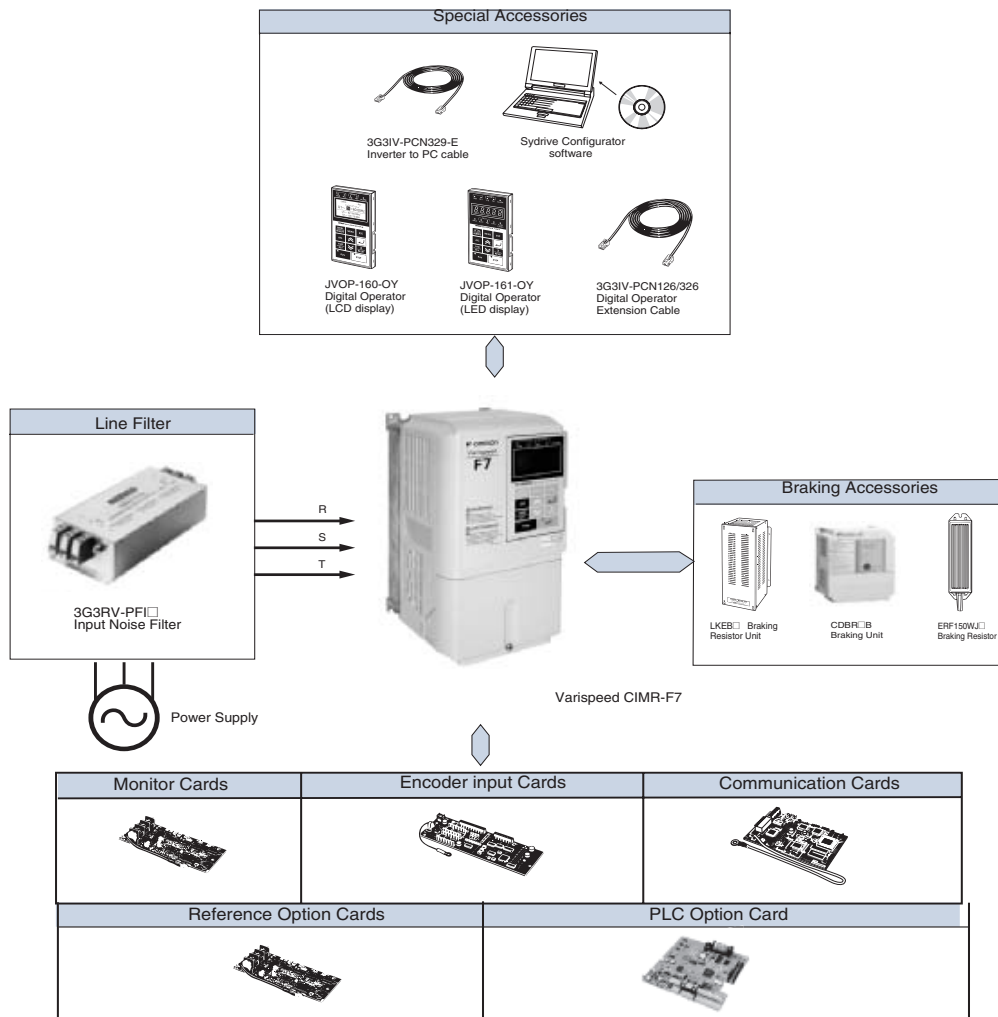 Special Accessories
3G3IV-PCN329-E
Inverter to PC cable
Sydrive Configurator
software
JVOP-160-OY
Digital Operator
(LCD display)
JVOP-161-OY
Digital Operator
(LED display)
3G3IV-PCN126/326
Digital Operator
Extension Cable
Line Filter
3G3RV-PFI□
Input Noise Filter
R
S
T
OMRON
Varispeed
F7
Braking Accessories
LKEB□ Braking
Resistor Unit
CDBR□B
Braking Unit
ERF150WJ□
Braking Resistor
Varispeed CIMR-F7
Power Supply
Monitor Cards
Encoder input Cards
Communication Cards
Reference Option Cards
PLC Option Card